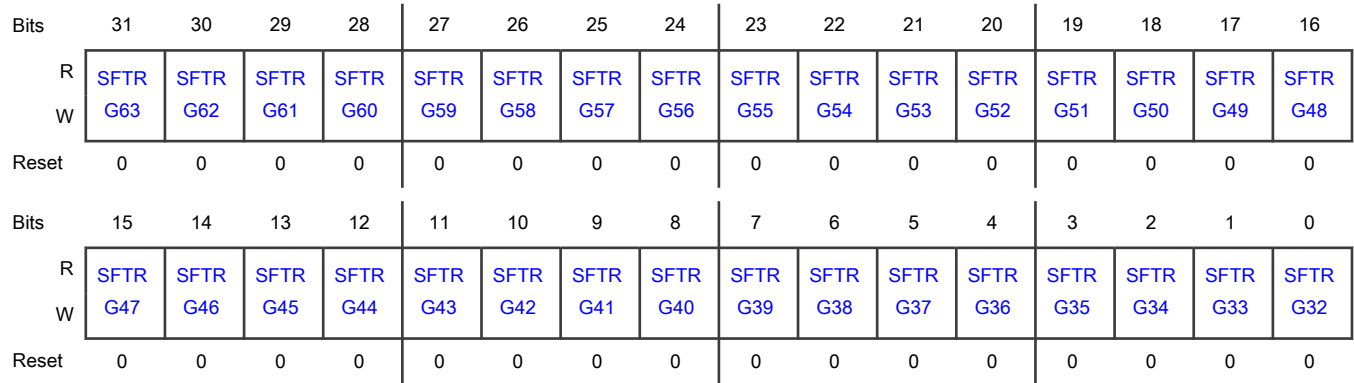 Bits 31 30 29 28 27 26 25 24 23 22 21 20 19 18 17 16
R SFTR SFTR SFTR SFTR SFTR SFTR SFTR SFTR SFTR SFTR SFTR SFTR SFTR SFTR SFTR SFTR
W G63 G62 G61 G60 G59 G58 G57 G56 G55 G54 G53 G52 G51 G50 G49 G48
Reset 0 0 0 0 0 0 0 0 0 0 0 0 0 0 0 0
Bits 15 14 13 12 11 10 9 8 7 6 5 4 3 2 1 0
R SFTR SFTR SFTR SFTR SFTR SFTR SFTR SFTR SFTR SFTR SFTR SFTR SFTR SFTR SFTR SFTR
W G47 G46 G45 G44 G43 G42 G41 G40 G39 G38 G37 G36 G35 G34 G33 G32
Reset 0 0 0 0 0 0 0 0 0 0 0 0 0 0 0 0